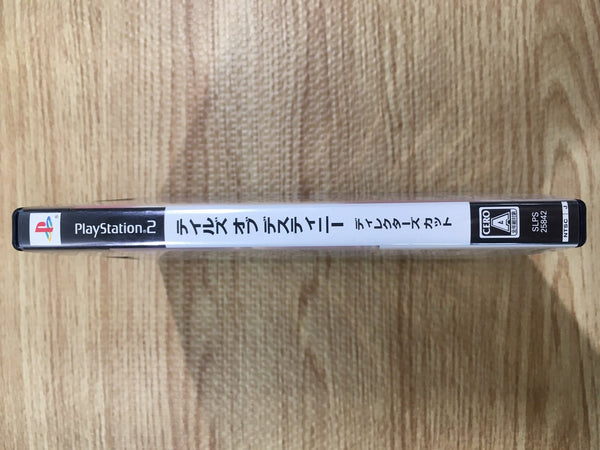 PlayStation.2
テイルズ オブ デスティニー ディレクターズ カット
CERO
A
SLPS
25842
NTSC J